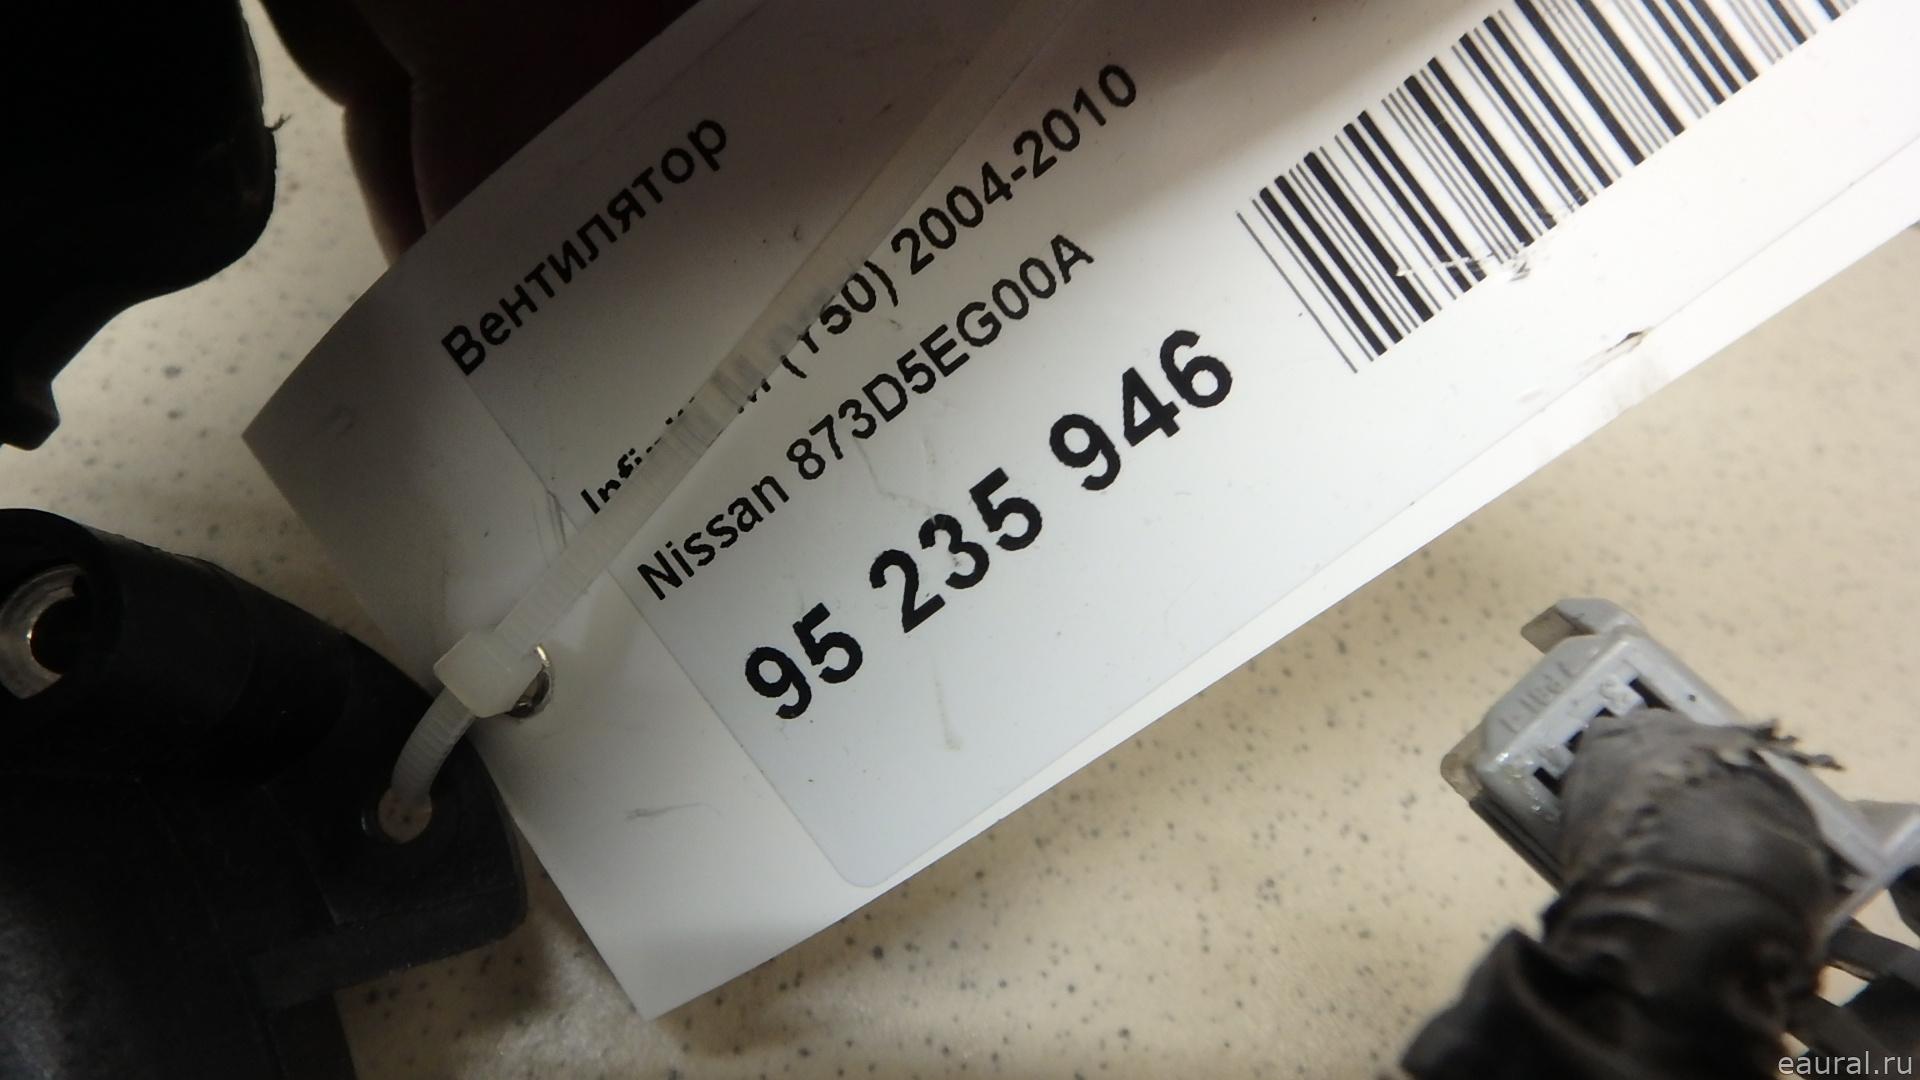 Вентилятор
(Y50) 2004-2010
Nissan 873D5EG00A
95 235 946
eaural.ru